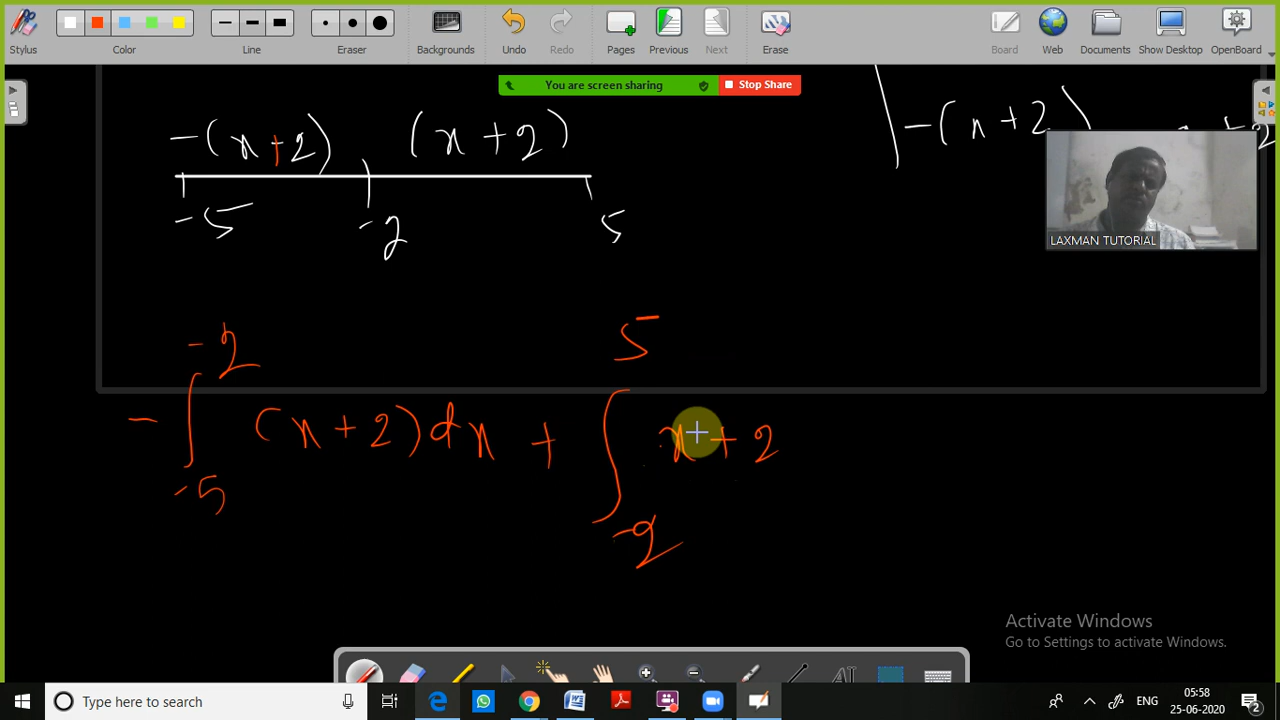 Stylus
Color
Line
Eraser
Backgrounds
Undo
Redo
Pages
Previous
Next
Erase
Board
Web
Documents
Show Desktop
OpenBoard
You are screen sharing
Stop Share
-(x+2) (x+2)
-5 -2 5
-(x+2)
LAXMAN TUTORIAL
-2 5
- ∫ (x+2)dx + ∫ x+2
-5 -2
Activate Windows
Go to Settings to activate Windows.
Type here to search
ENG
05:58
25-06-2020
2